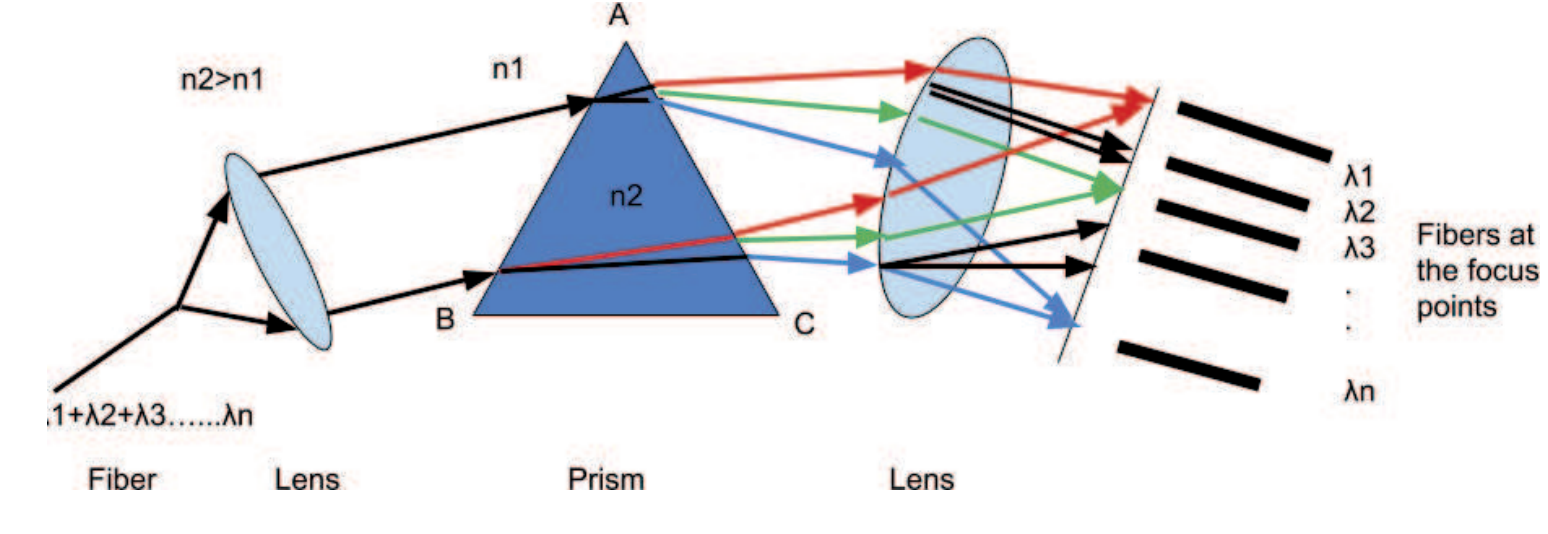 A
n2>n1
n1
n2
B
C
λ1
λ2
λ3
.
.
λn
Fibers at
the focus
points
.1+λ2+λ3......λn
Fiber
Lens
Prism
Lens